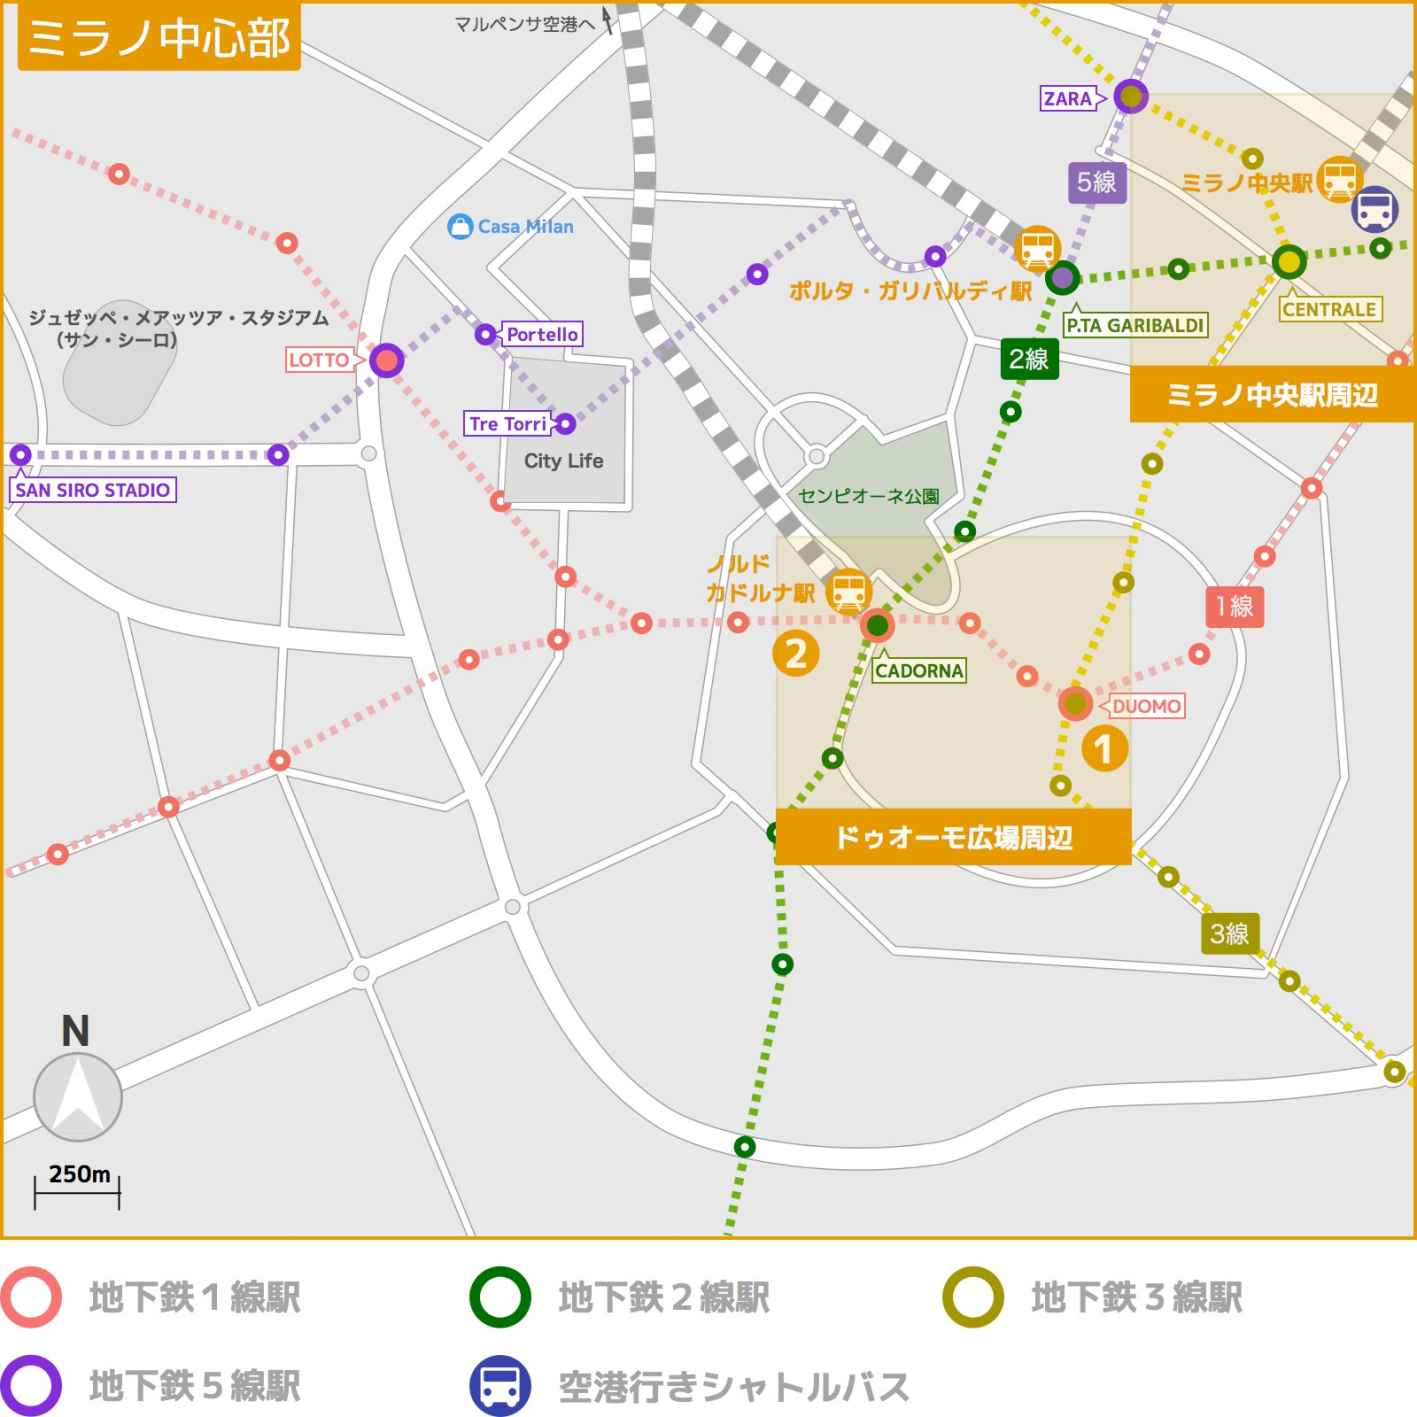 ミラノ中心部
マルペンサ空港へ
ZARA
5線
ミラノ中央駅
Casa Milan
ポルタ・ガリバルディ駅
P.TA GARIBALDI
CENTRALE
ジュゼッペ・メアッツア・スタジアム
(サン・シーロ)
LOTTO
Portello
2線
ミラノ中央駅周辺
Tre Torri
City Life
SAN SIRO STADIO
センピオーネ公園
ノルド
カドルナ駅
1線
2
CADORNA
DUOMO
1
ドゥオーモ広場周辺
3線
N
250m
地下鉄１線駅
地下鉄２線駅
地下鉄３線駅
地下鉄５線駅
空港行きシャトルバス